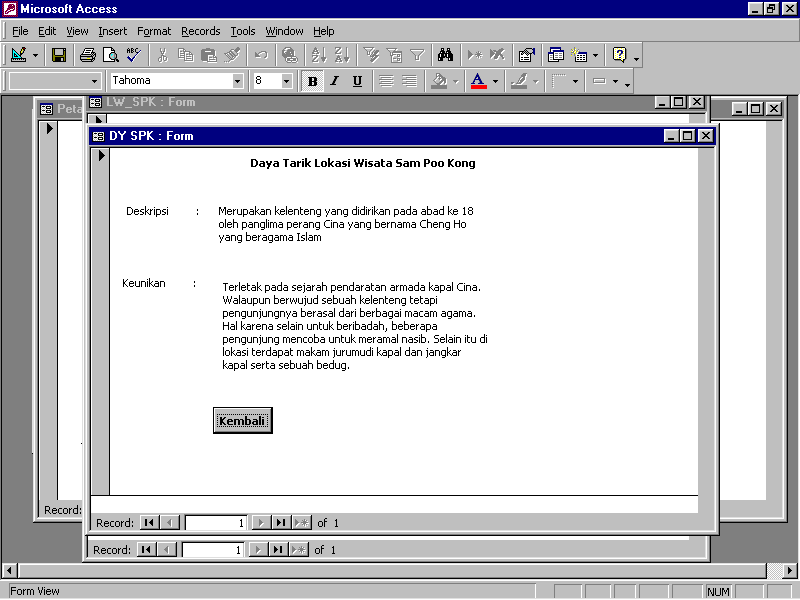 Microsoft Access
File Edit View Insert Format Records Tools Window Help
ABC
Tahoma 8 B I U A
Peta
LW_SPK : Form
DY SPK : Form
Daya Tarik Lokasi Wisata Sam Poo Kong
Deskripsi : Merupakan kelenteng yang didirikan pada abad ke 18
oleh panglima perang Cina yang bernama Cheng Ho
yang beragama Islam
Keunikan : Terletak pada sejarah pendaratan armada kapal Cina.
Walaupun berwujud sebuah kelenteng tetapi
pengunjungnya berasal dari berbagai macam agama.
Hal karena selain untuk beribadah, beberapa
pengunjung mencoba untuk meramal nasib. Selain itu di
lokasi terdapat makam jurumudi kapal dan jangkar
kapal serta sebuah bedug.
Kembali
Record:
Record: 1 of 1
Record: 1 of 1
Form View NUM